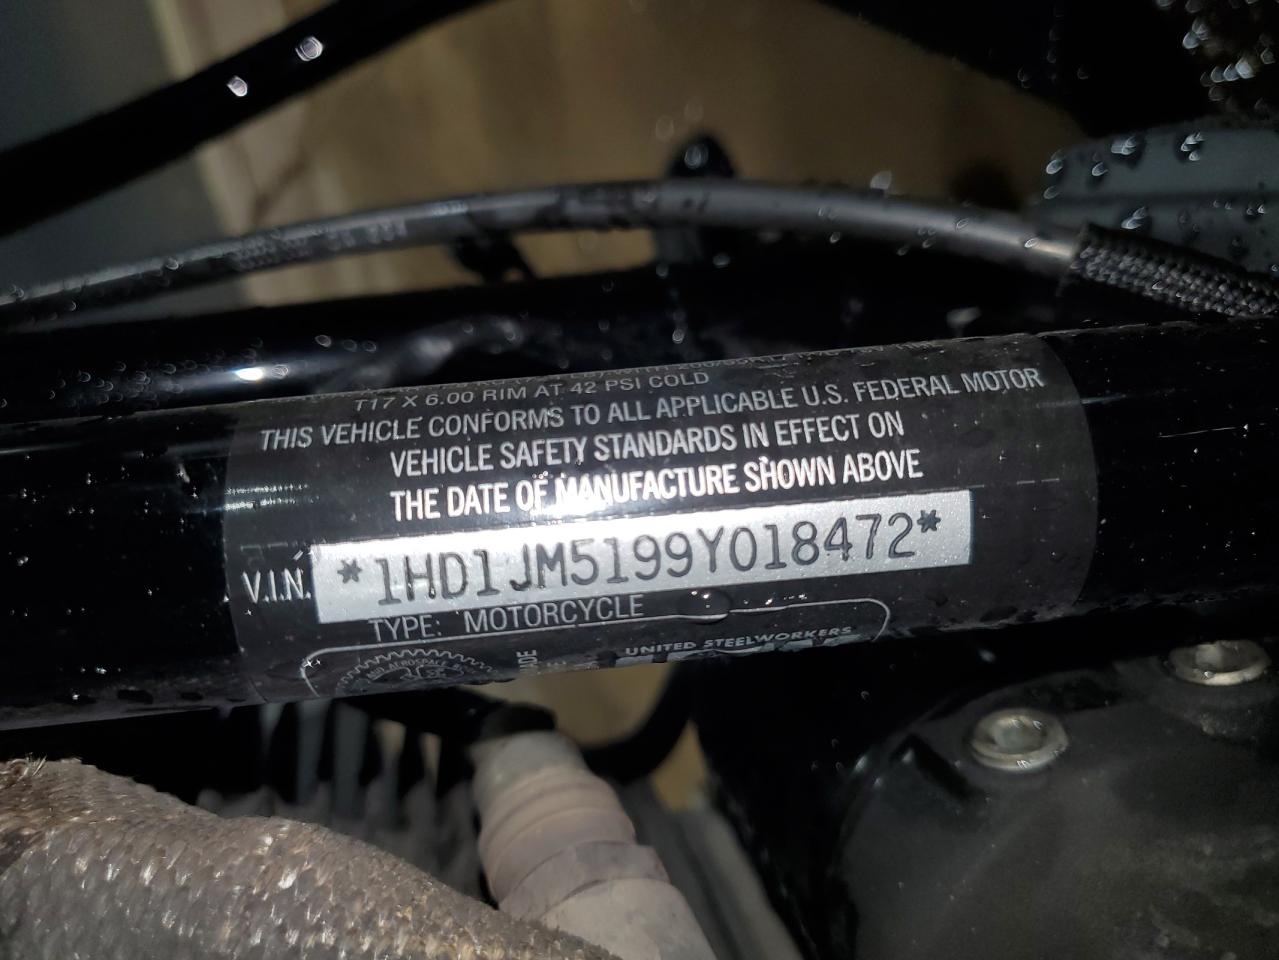 T17 X 6.00 RIM AT 42 PSI COLD
THIS VEHICLE CONFORMS TO ALL APPLICABLE U.S. FEDERAL MOTOR
VEHICLE SAFETY STANDARDS IN EFFECT ON
THE DATE OF MANUFACTURE SHOWN ABOVE
V.I.N. *1HD1JM5199Y018472*
TYPE: MOTORCYCLE
UNITED STEELWORKERS
AEROSPACE